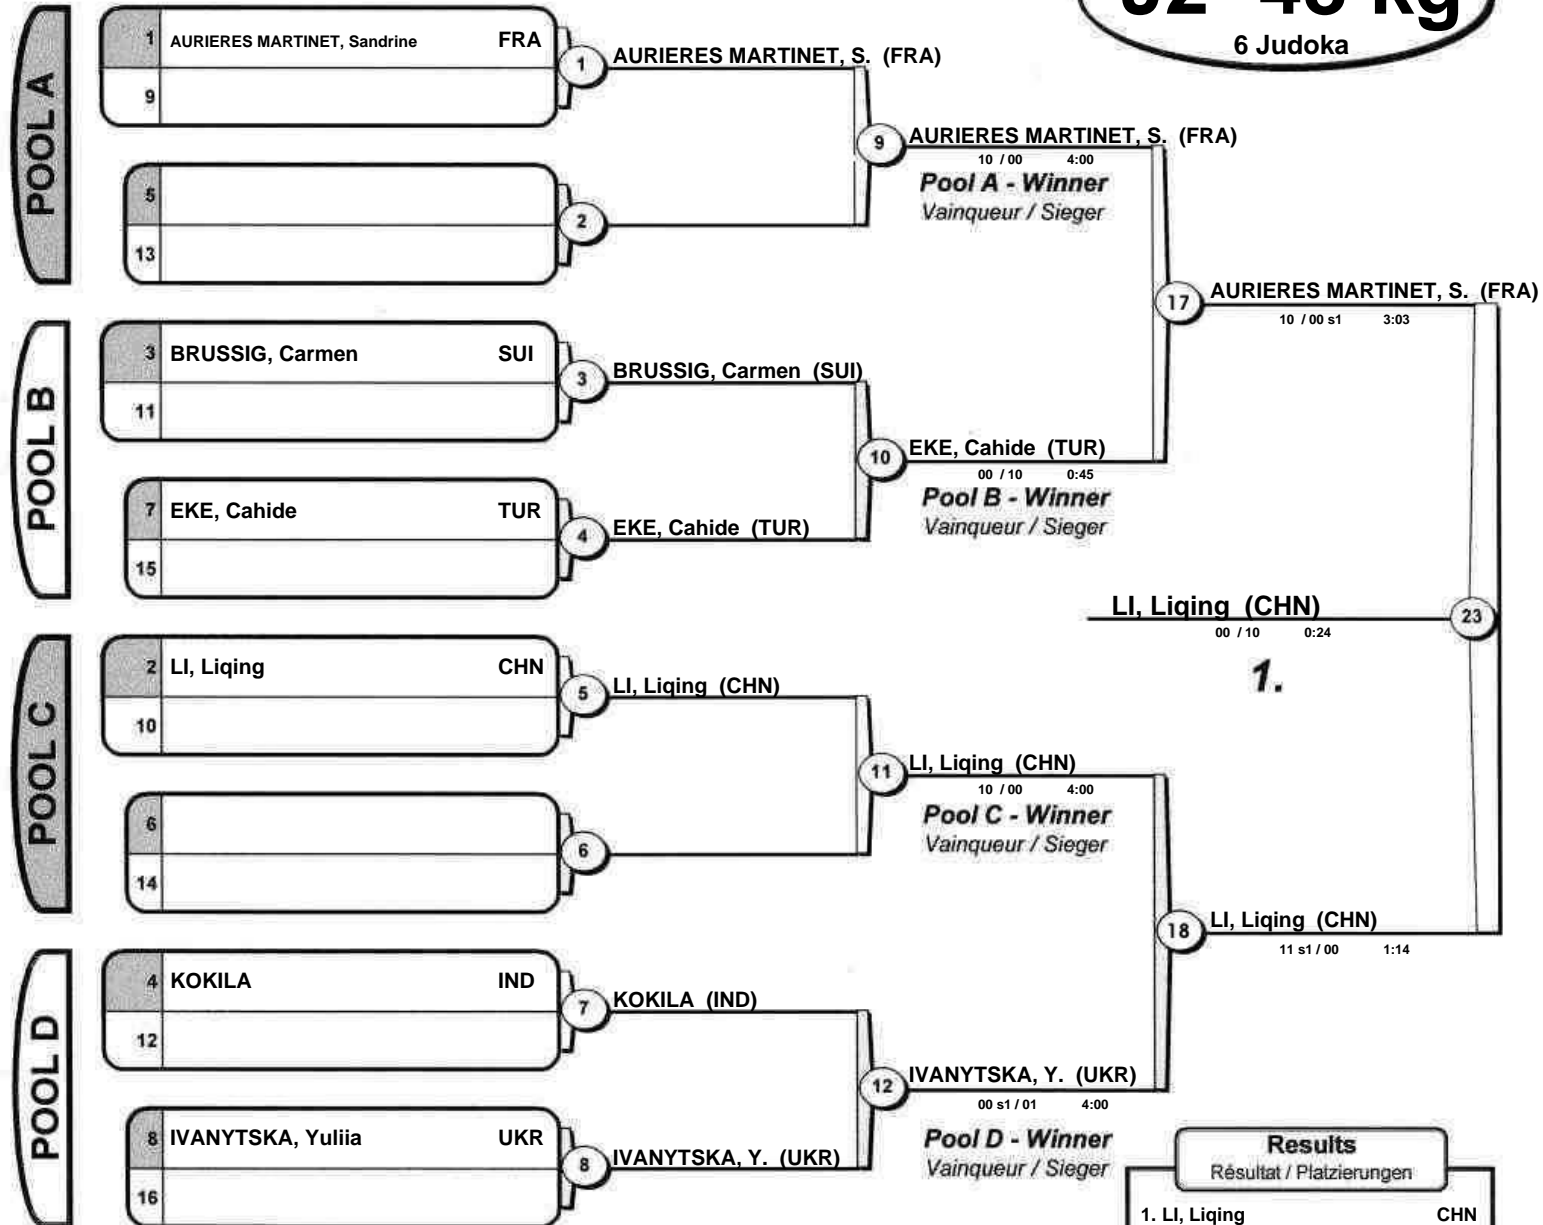 J2 -48 kg
6 Judoka
POOL A
1 AURIERES MARTINET, Sandrine FRA
9
5
13
1 AURIERES MARTINET, S. (FRA)
2
9 AURIERES MARTINET, S. (FRA)
10 / 00 4:00
Pool A - Winner
Vainqueur / Sieger
17 AURIERES MARTINET, S. (FRA)
10 / 00 s1 3:03
POOL B
3 BRUSSIG, Carmen SUI
11
7 EKE, Cahide TUR
15
3 BRUSSIG, Carmen (SUI)
4 EKE, Cahide (TUR)
10 EKE, Cahide (TUR)
00 / 10 0:45
Pool B - Winner
Vainqueur / Sieger
LI, Liqing (CHN) 23
00 / 10 0:24
1.
POOL C
2 LI, Liqing CHN
10
6
14
5 LI, Liqing (CHN)
6
11 LI, Liqing (CHN)
10 / 00 4:00
Pool C - Winner
Vainqueur / Sieger
18 LI, Liqing (CHN)
11 s1 / 00 1:14
POOL D
4 KOKILA IND
12
8 IVANYTSKA, Yuliia UKR
16
7 KOKILA (IND)
8 IVANYTSKA, Y. (UKR)
12 IVANYTSKA, Y. (UKR)
00 s1 / 01 4:00
Pool D - Winner
Vainqueur / Sieger
Results
Résultat / Platzierungen
1. LI, Liqing CHN